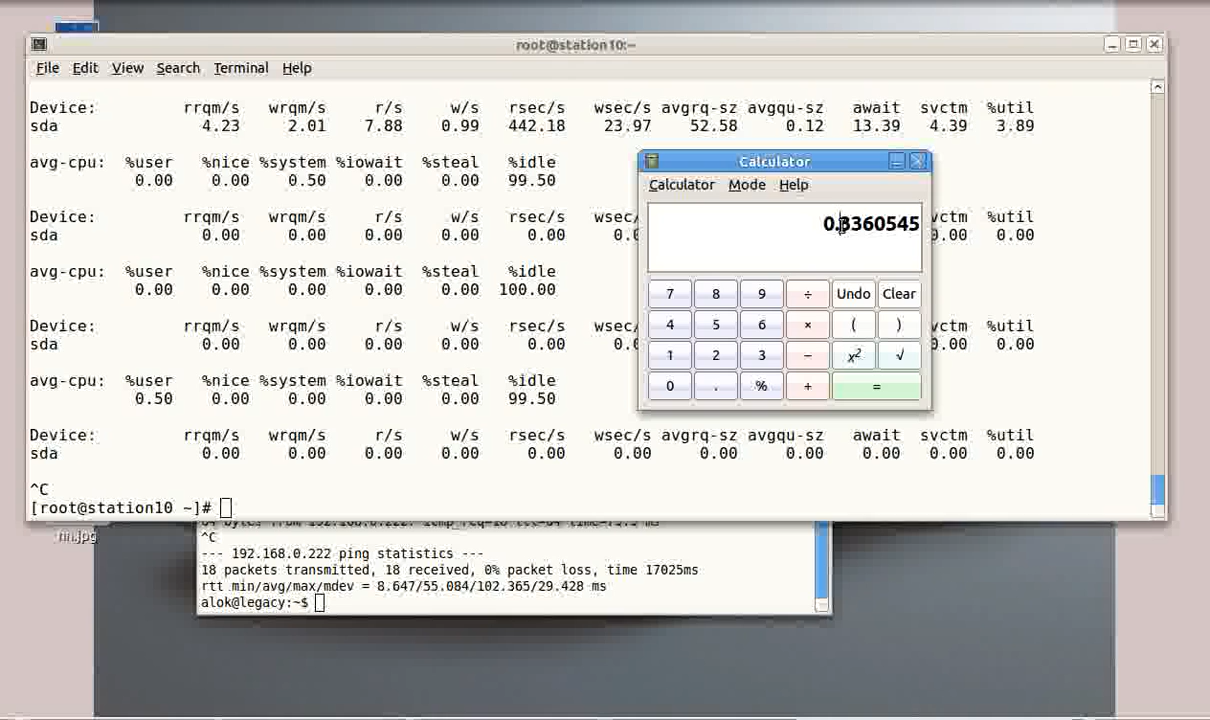 root@station10:~
File Edit View Search Terminal Help
Device: rrqm/s wrqm/s r/s w/s rsec/s wsec/s avgrq-sz avgqu-sz await svctm %util
sda 4.23 2.01 7.88 0.99 442.18 23.97 52.58 0.12 13.39 4.39 3.89
avg-cpu: %user %nice %system %iowait %steal %idle
0.00 0.00 0.50 0.00 0.00 99.50
Device: rrqm/s wrqm/s r/s w/s rsec/s
sda 0.00 0.00 0.00 0.00 0.00 0.00
avg-cpu: %user %nice %system %iowait %steal %idle
0.00 0.00 0.00 0.00 0.00 100.00
Device: rrqm/s wrqm/s r/s w/s rsec/s %util
sda 0.00 0.00 0.00 0.00 0.00 0.00
avg-cpu: %user %nice %system %iowait %steal %idle
0.50 0.00 0.00 0.00 0.00 99.50
Device: rrqm/s wrqm/s r/s w/s rsec/s wsec/s avgrq-sz avgqu-sz await svctm %util
sda 0.00 0.00 0.00 0.00 0.00 0.00 0.00 0.00 0.00 0.00 0.00
^C
[root@station10 ~]#
Calculator
Calculator Mode Help
0.3360545
7 8 9 ÷ Undo Clear
4 5 6 × ( )
1 2 3 − x² √
0 . % + =
^C
--- 192.168.0.222 ping statistics ---
18 packets transmitted, 18 received, 0% packet loss, time 17025ms
rtt min/avg/max/mdev = 8.647/55.084/102.365/29.428 ms
alok@legacy:~$